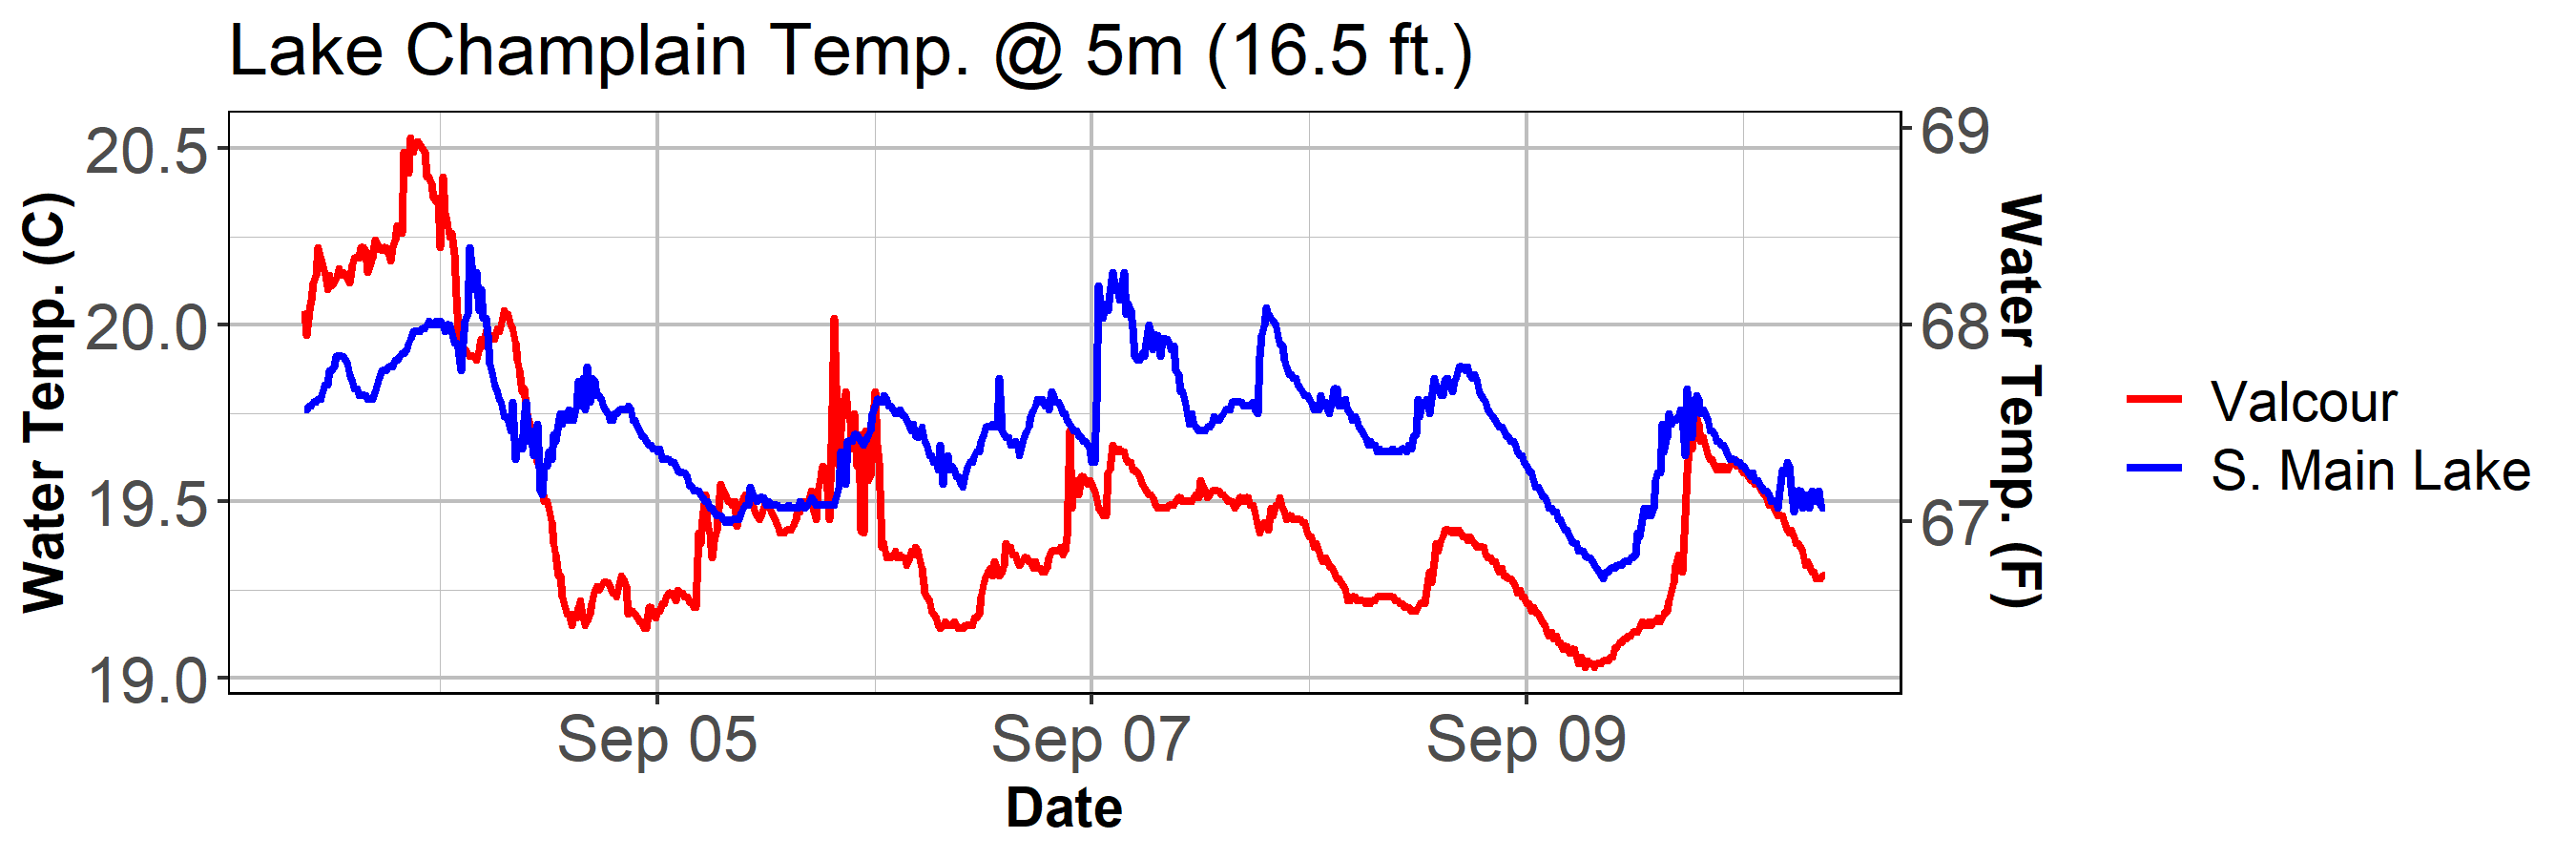 Lake Champlain Temp. @ 5m (16.5 ft.)
Water Temp. (C)
20.5
20.0
19.5
19.0
69
68
67
Water Temp. (F)
Sep 05
Sep 07
Sep 09
Date
Valcour
S. Main Lake